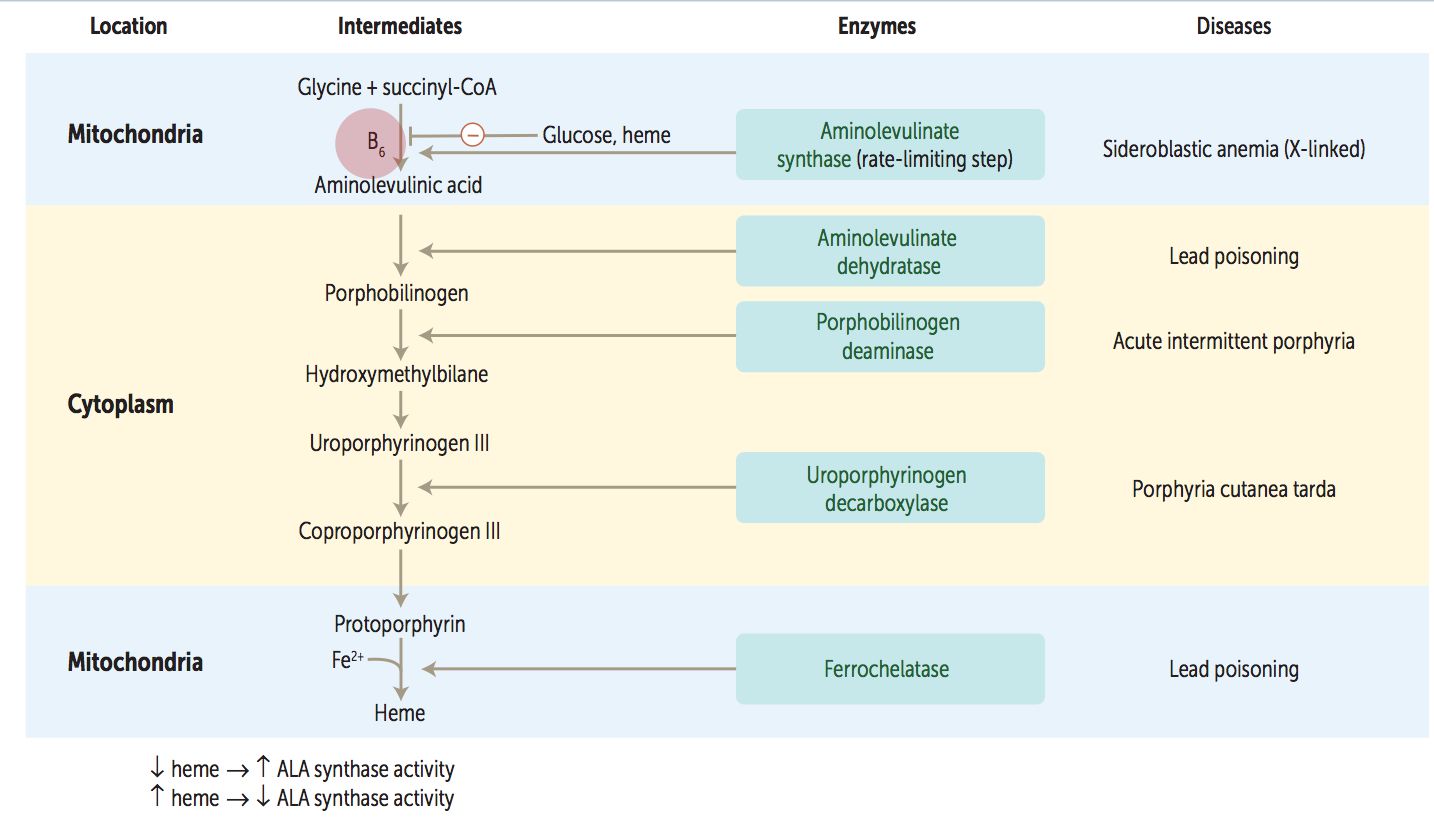 Location Intermediates Enzymes Diseases
Glycine + succinyl-CoA
Mitochondria
B₆
−
Glucose, heme
Aminolevulinate
synthase (rate-limiting step)
Sideroblastic anemia (X-linked)
Aminolevulinic acid
Aminolevulinate
dehydratase
Lead poisoning
Porphobilinogen
Porphobilinogen
deaminase
Acute intermittent porphyria
Hydroxymethylbilane
Cytoplasm
Uroporphyrinogen III
Uroporphyrinogen
decarboxylase
Porphyria cutanea tarda
Coproporphyrinogen III
Protoporphyrin
Mitochondria
Fe²⁺
Ferrochelatase
Lead poisoning
Heme
↓ heme → ↑ ALA synthase activity
↑ heme → ↓ ALA synthase activity